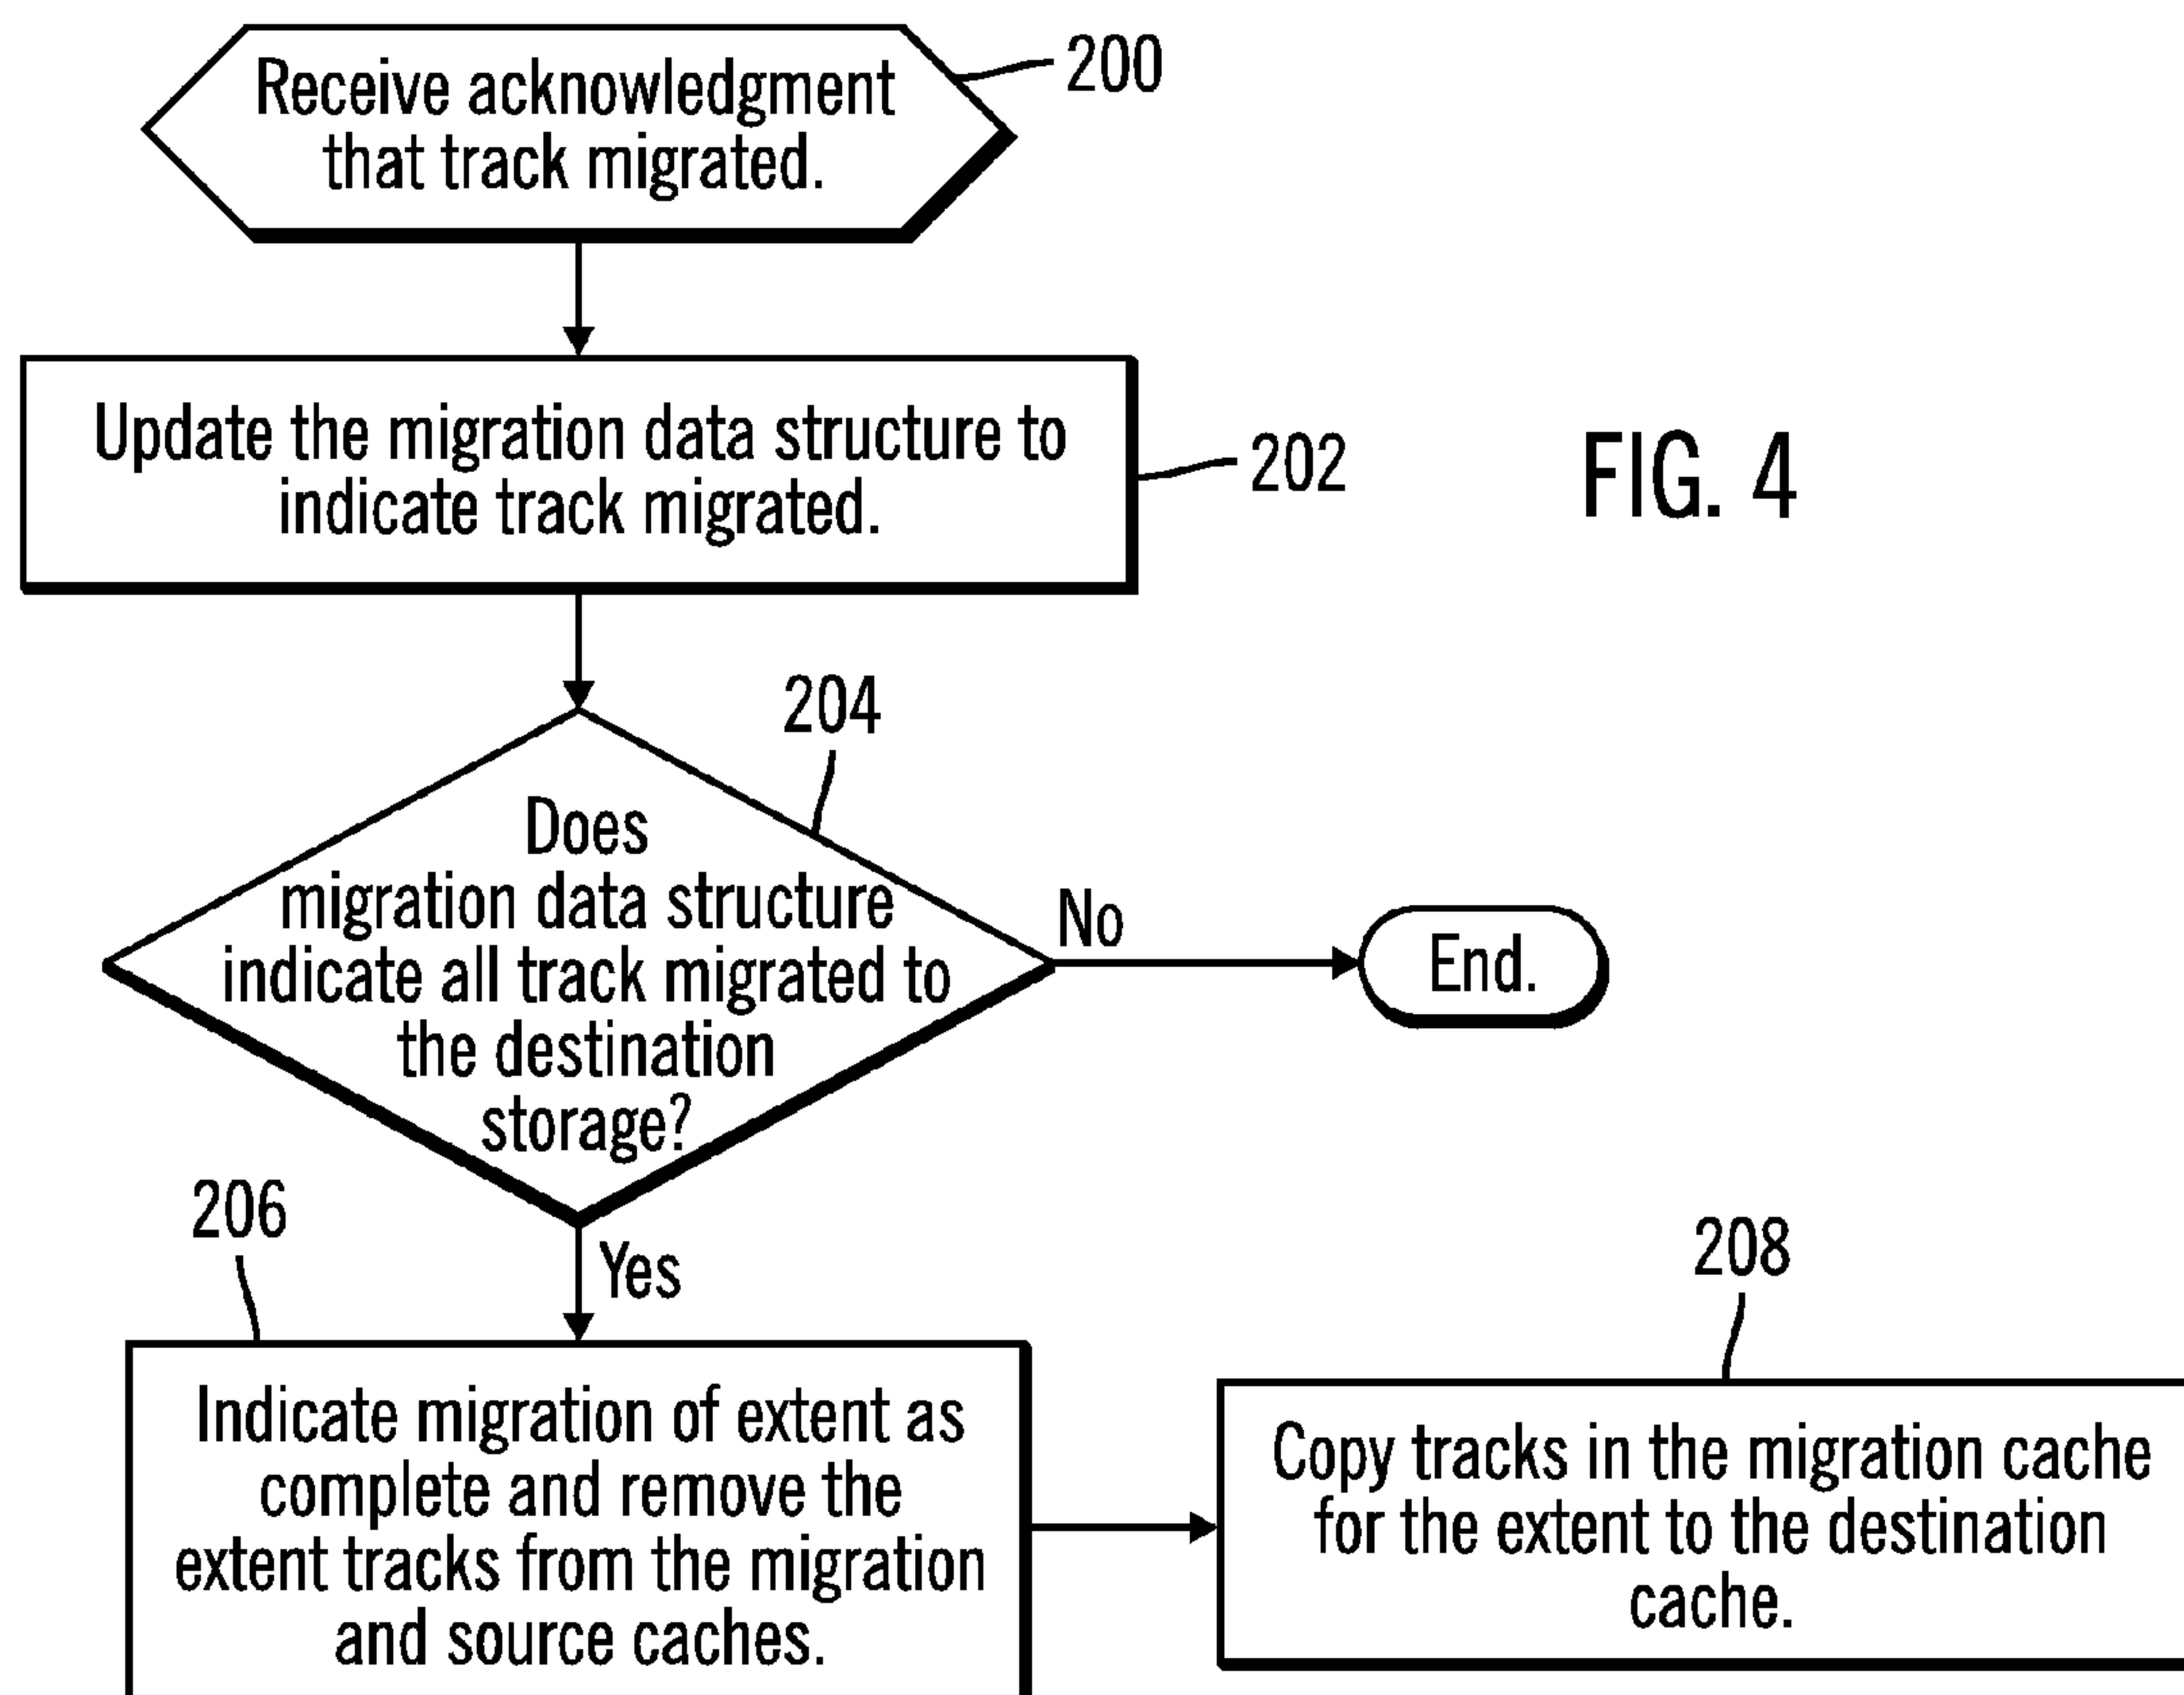 Receive acknowledgment
that track migrated.
200
Update the migration data structure to
indicate track migrated.
202
FIG. 4
204
Does
migration data structure
indicate all track migrated to
the destination
storage?
No
End.
Yes
206
Indicate migration of extent as
complete and remove the
extent tracks from the migration
and source caches.
208
Copy tracks in the migration cache
for the extent to the destination
cache.